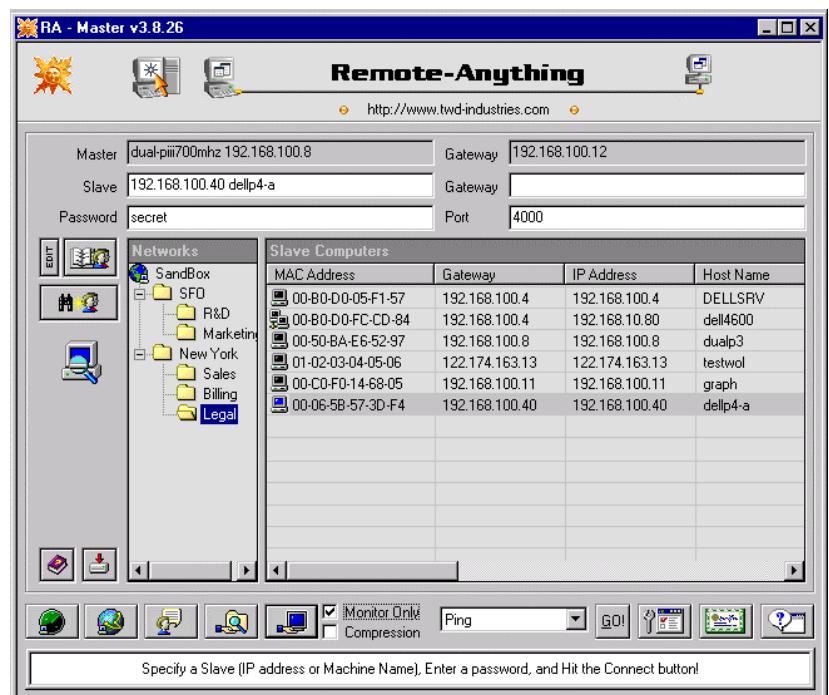 RA - Master v3.8.26
Remote-Anything
http://www.twd-industries.com
Master dual-piii700mhz 192.168.100.8 Gateway 192.168.100.12
Slave 192.168.100.40 dellp4-a Gateway
Password secret Port 4000
EDIT
Networks
SandBox
SFO
R&D
Marketing
New York
Sales
Billing
Legal
Slave Computers
MAC Address Gateway IP Address Host Name
00-B0-D0-05-F1-57 192.168.100.4 192.168.100.4 DELLSRV
00-B0-D0-FC-CD-84 192.168.100.4 192.168.10.80 dell4600
00-50-BA-E6-52-97 192.168.100.8 192.168.100.8 dualp3
01-02-03-04-05-06 122.174.163.13 122.174.163.13 testwol
00-C0-F0-14-68-05 192.168.100.11 192.168.100.11 graph
00-06-5B-57-3D-F4 192.168.100.40 192.168.100.40 dellp4-a
Monitor Only
Compression
Ping
GO!
Specify a Slave (IP address or Machine Name), Enter a password, and Hit the Connect button!